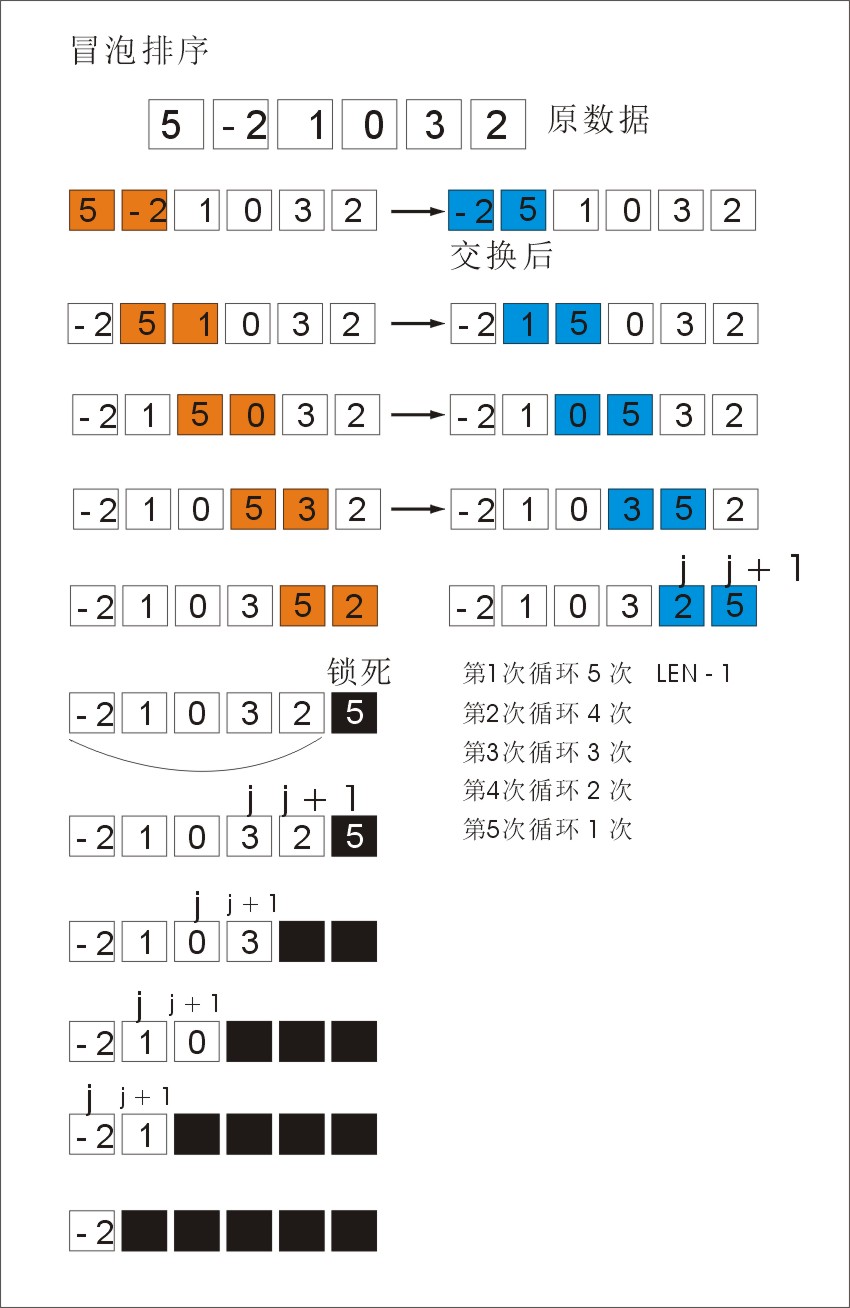 冒泡排序
5 -2 1 0 3 2 原数据
5 -2 1 0 3 2 -2 5 1 0 3 2
交换后
-2 5 1 0 3 2 -2 1 5 0 3 2
-2 1 5 0 3 2 -2 1 0 5 3 2
-2 1 0 5 3 2 -2 1 0 3 5 2
j j + 1
-2 1 0 3 5 2 -2 1 0 3 2 5
锁死
-2 1 0 3 2 5
第1次循环 5 次 LEN - 1
第2次循环 4 次
第3次循环 3 次
第4次循环 2 次
第5次循环 1 次
j j + 1
-2 1 0 3 2 5
j j + 1
-2 1 0 3
j j + 1
-2 1 0
j j + 1
-2 1
-2